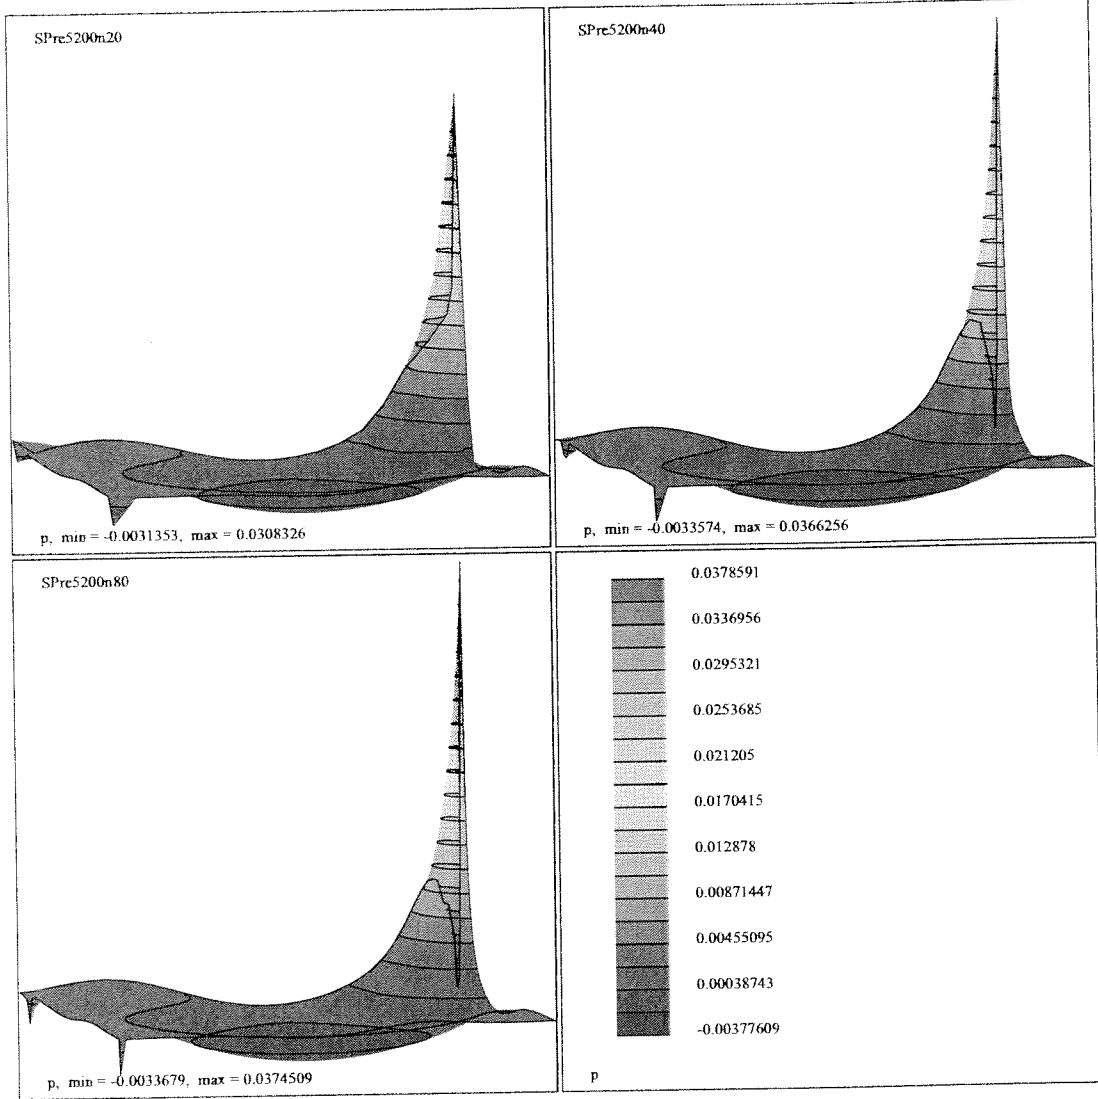 SPre5200n20
p, min = -0.0031353, max = 0.0308326
SPre5200n40
p, min = -0.0033574, max = 0.0366256
SPre5200n80
p, min = -0.0033679, max = 0.0374509
0.0378591
0.0336956
0.0295321
0.0253685
0.021205
0.0170415
0.012878
0.00871447
0.00455095
0.00038743
-0.00377609
p